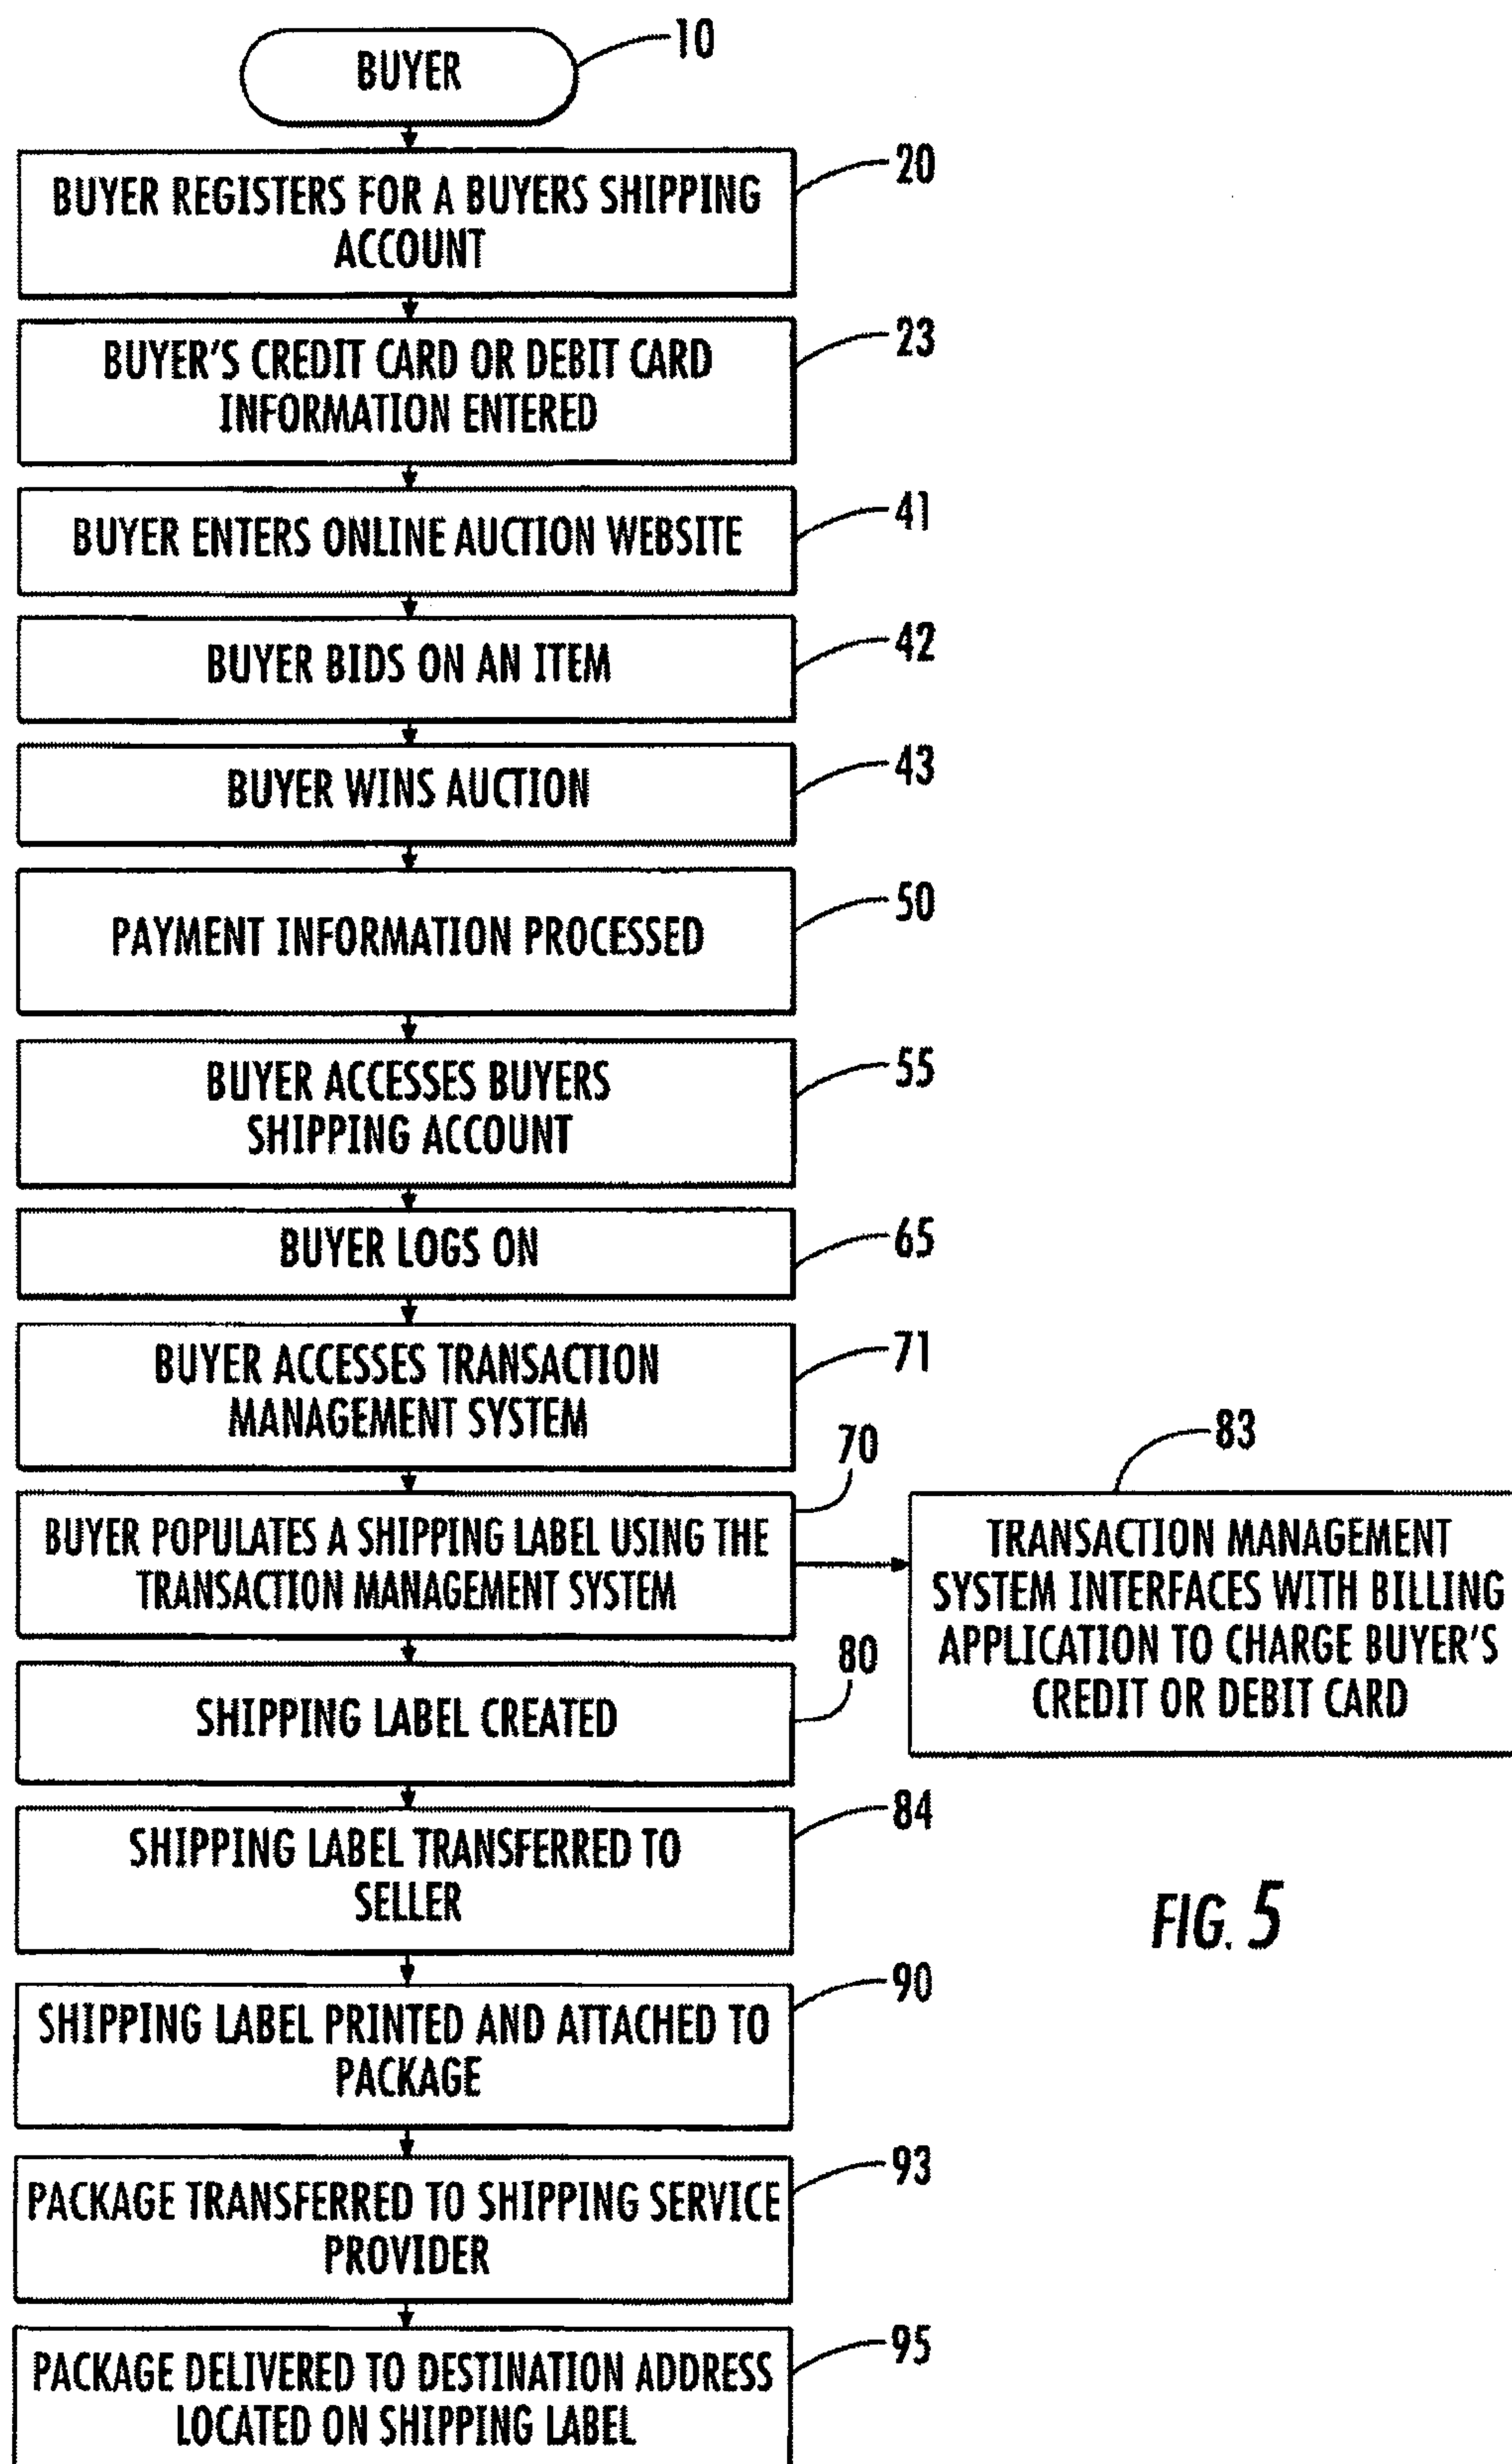 BUYER
10
BUYER REGISTERS FOR A BUYERS SHIPPING
ACCOUNT
20
BUYER'S CREDIT CARD OR DEBIT CARD
INFORMATION ENTERED
23
BUYER ENTERS ONLINE AUCTION WEBSITE
41
BUYER BIDS ON AN ITEM
42
BUYER WINS AUCTION
43
PAYMENT INFORMATION PROCESSED
50
BUYER ACCESSES BUYERS
SHIPPING ACCOUNT
55
BUYER LOGS ON
65
BUYER ACCESSES TRANSACTION
MANAGEMENT SYSTEM
71
BUYER POPULATES A SHIPPING LABEL USING THE
TRANSACTION MANAGEMENT SYSTEM
70
TRANSACTION MANAGEMENT
SYSTEM INTERFACES WITH BILLING
APPLICATION TO CHARGE BUYER'S
CREDIT OR DEBIT CARD
83
SHIPPING LABEL CREATED
80
SHIPPING LABEL TRANSFERRED TO
SELLER
84
FIG. 5
SHIPPING LABEL PRINTED AND ATTACHED TO
PACKAGE
90
PACKAGE TRANSFERRED TO SHIPPING SERVICE
PROVIDER
93
PACKAGE DELIVERED TO DESTINATION ADDRESS
LOCATED ON SHIPPING LABEL
95